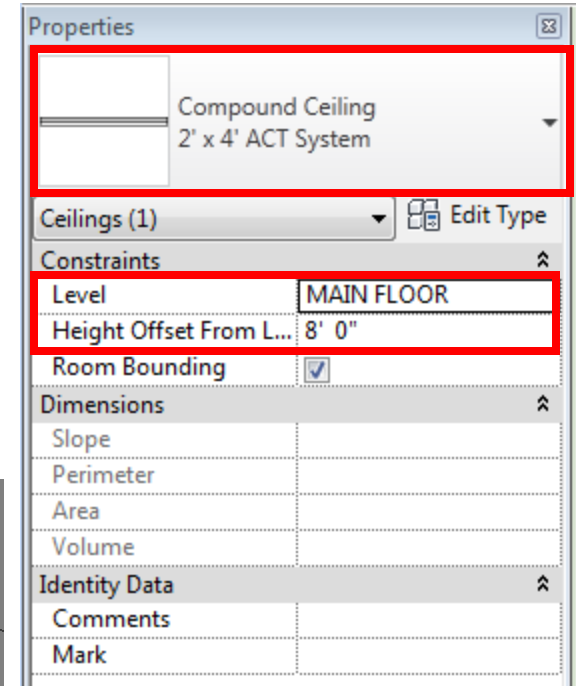 Properties
Compound Ceiling
2' x 4' ACT System
Ceilings (1)
Edit Type
Constraints
Level MAIN FLOOR
Height Offset From L... 8' 0"
Room Bounding
Dimensions
Slope
Perimeter
Area
Volume
Identity Data
Comments
Mark